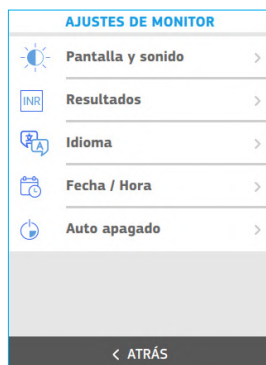 AJUSTES DE MONITOR
Pantalla y sonido
INR Resultados
Idioma
Fecha / Hora
Auto apagado
< ATRÁS